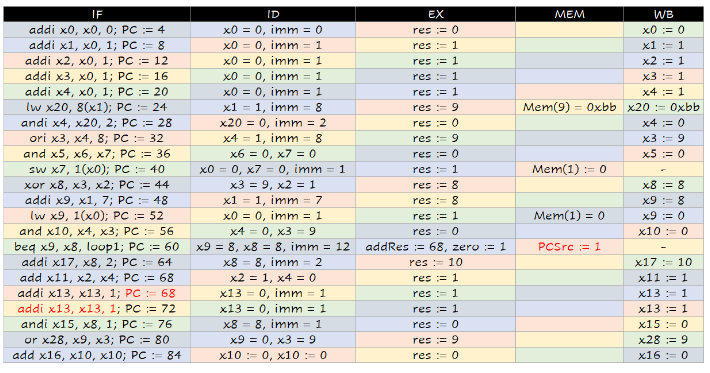 IF ID EX MEM WB
addi x0, x0, 0; PC := 4 x0 = 0, imm = 0 res := 0 x0 := 0
addi x1, x0, 1; PC := 8 x0 = 0, imm = 1 res := 1 x1 := 1
addi x2, x0, 1; PC := 12 x0 = 0, imm = 1 res := 1 x2 := 1
addi x3, x0, 1; PC := 16 x0 = 0, imm = 1 res := 1 x3 := 1
addi x4, x0, 1; PC := 20 x0 = 0, imm = 1 res := 1 x4 := 1
lw x20, 8(x1); PC := 24 x1 = 1, imm = 8 res := 9 Mem(9) = 0xbb x20 := 0xbb
andi x4, x20, 2; PC := 28 x20 = 0, imm = 2 res := 0 x4 := 0
ori x3, x4, 8; PC := 32 x4 = 1, imm = 8 res := 9 x3 := 9
and x5, x6, x7; PC := 36 x6 = 0, x7 = 0 res := 0 x5 := 0
sw x7, 1(x0); PC := 40 x0 = 0, x7 = 0, imm = 1 res := 1 Mem(1) := 0 -
xor x8, x3, x2; PC := 44 x3 = 9, x2 = 1 res := 8 x8 := 8
addi x9, x1, 7; PC := 48 x1 = 1, imm = 7 res := 8 x9 := 8
lw x9, 1(x0); PC := 52 x0 = 0, imm = 1 res := 1 Mem(1) = 0 x9 := 0
and x10, x4, x3; PC := 56 x4 = 0, x3 = 9 res := 0 x10 := 0
beq x9, x8, loop1; PC := 60 x9 = 8, x8 = 8, imm = 12 addRes := 68, zero := 1 PCSrc := 1 -
addi x17, x8, 2; PC := 64 x8 = 8, imm = 2 res := 10 x17 := 10
add x11, x2, x4; PC := 68 x2 = 1, x4 = 0 res := 1 x11 := 1
addi x13, x13, 1; PC := 68 x13 = 0, imm = 1 res := 1 x13 := 1
addi x13, x13, 1; PC := 72 x13 = 0, imm = 1 res := 1 x13 := 1
andi x15, x8, 1; PC := 76 x8 = 8, imm = 1 res := 0 x15 := 0
or x28, x9, x3; PC := 80 x9 = 0, x3 = 9 res := 9 x28 := 9
add x16, x10, x10; PC := 84 x10 := 0, x10 := 0 res := 0 x16 := 0